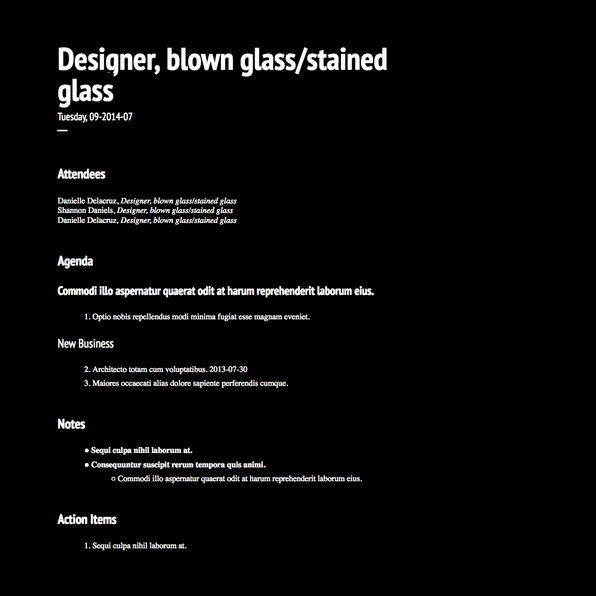 Designer, blown glass/stained
glass
Tuesday, 09-2014-07
—
Attendees
Danielle Delacruz, Designer, blown glass/stained glass
Shannon Daniels, Designer, blown glass/stained glass
Danielle Delacruz, Designer, blown glass/stained glass
Agenda
Commodi illo aspernatur quaerat odit at harum reprehenderit laborum eius.
1. Optio nobis repellendus modi minima fugiat esse magnam eveniet.
New Business
2. Architecto totam cum voluptatibus. 2013-07-30
3. Maiores occaecati alias dolore sapiente perferendis cumque.
Notes
● Sequi culpa nihil laborum at.
● Consequuntur suscipit rerum tempora quis animi.
○ Commodi illo aspernatur quaerat odit at harum reprehenderit laborum eius.
Action Items
1. Sequi culpa nihil laborum at.